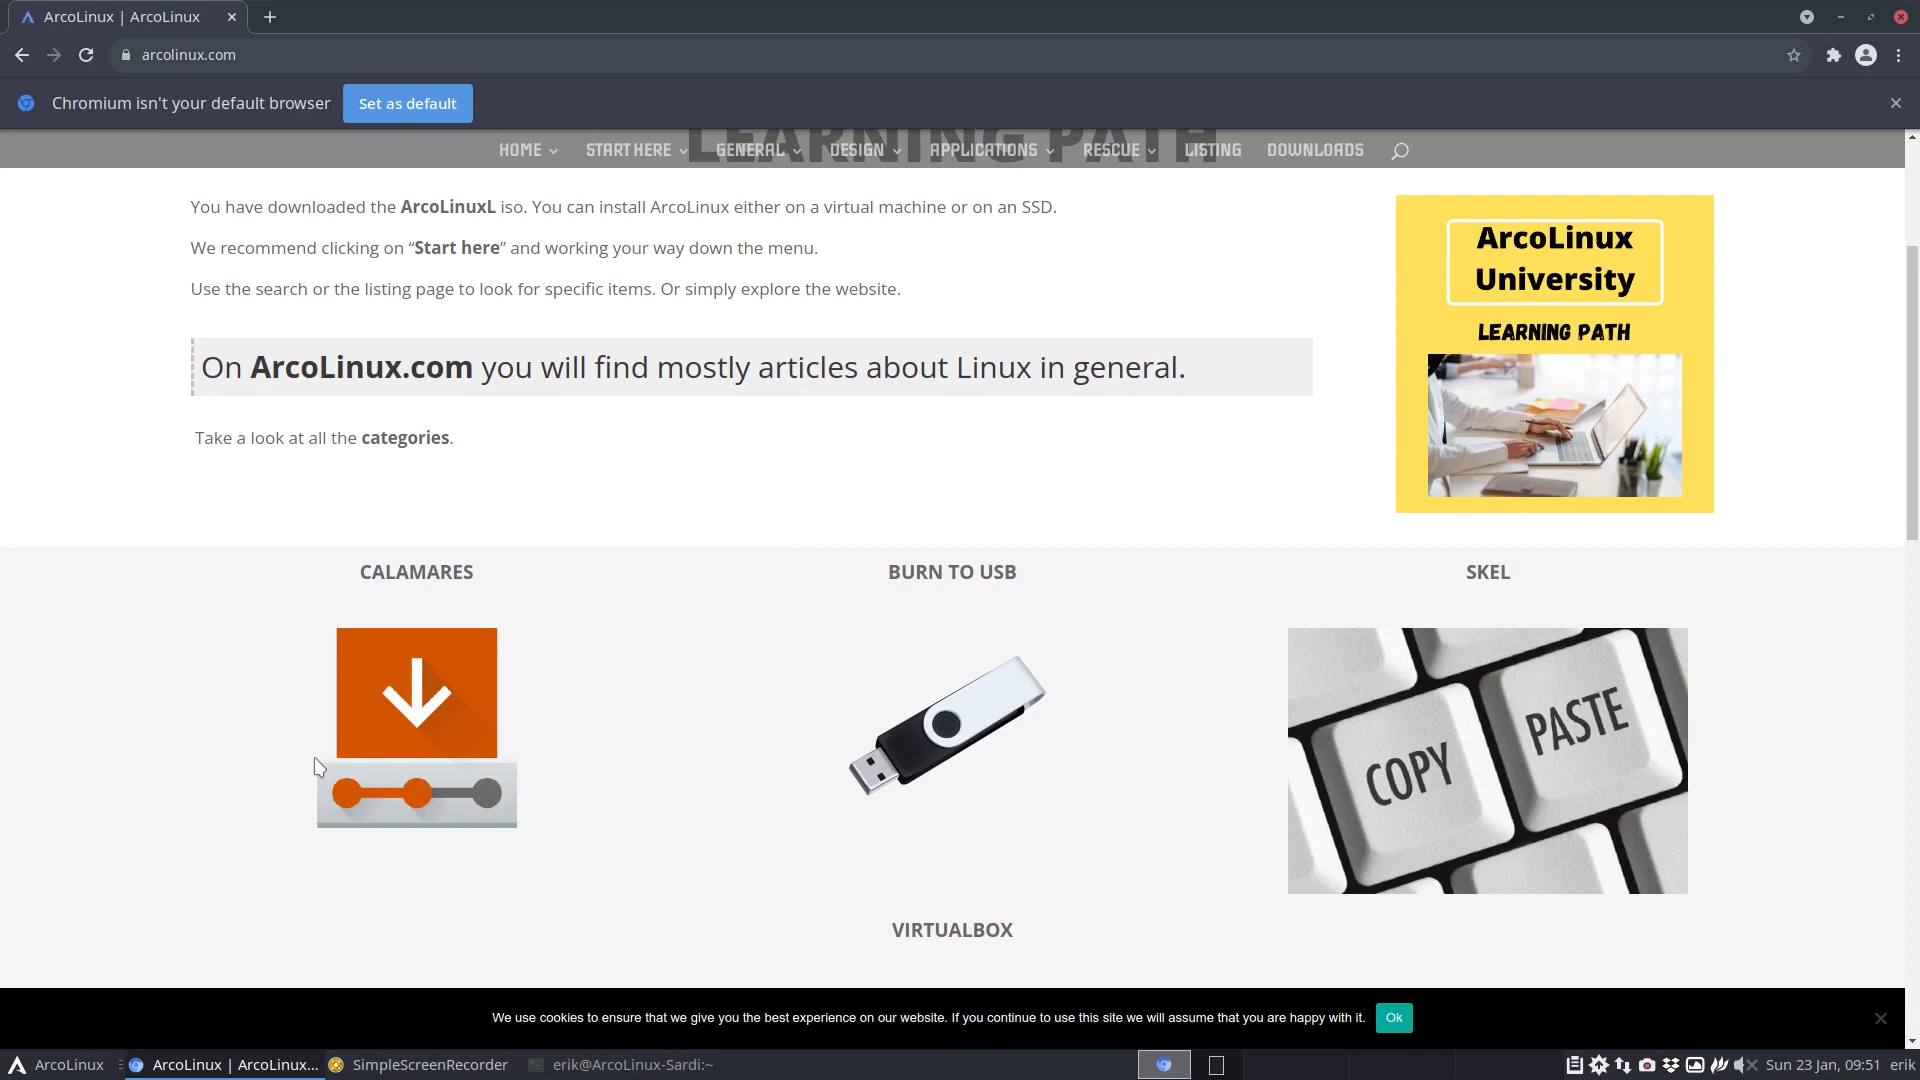 ArcoLinux | ArcoLinux
arcolinux.com
Chromium isn't your default browser
Set as default
LEARNING PATH
HOME START HERE GENERAL DESIGN APPLICATIONS RESCUE LISTING DOWNLOADS
You have downloaded the ArcoLinuxL iso. You can install ArcoLinux either on a virtual machine or on an SSD.
We recommend clicking on “Start here” and working your way down the menu.
Use the search or the listing page to look for specific items. Or simply explore the website.
On ArcoLinux.com you will find mostly articles about Linux in general.
Take a look at all the categories.
ArcoLinux
University
LEARNING PATH
CALAMARES
BURN TO USB
SKEL
COPY
PASTE
VIRTUALBOX
We use cookies to ensure that we give you the best experience on our website. If you continue to use this site we will assume that you are happy with it.
Ok
ArcoLinux
ArcoLinux | ArcoLinux...
SimpleScreenRecorder
erik@ArcoLinux-Sardi:~
Sun 23 Jan, 09:51
erik